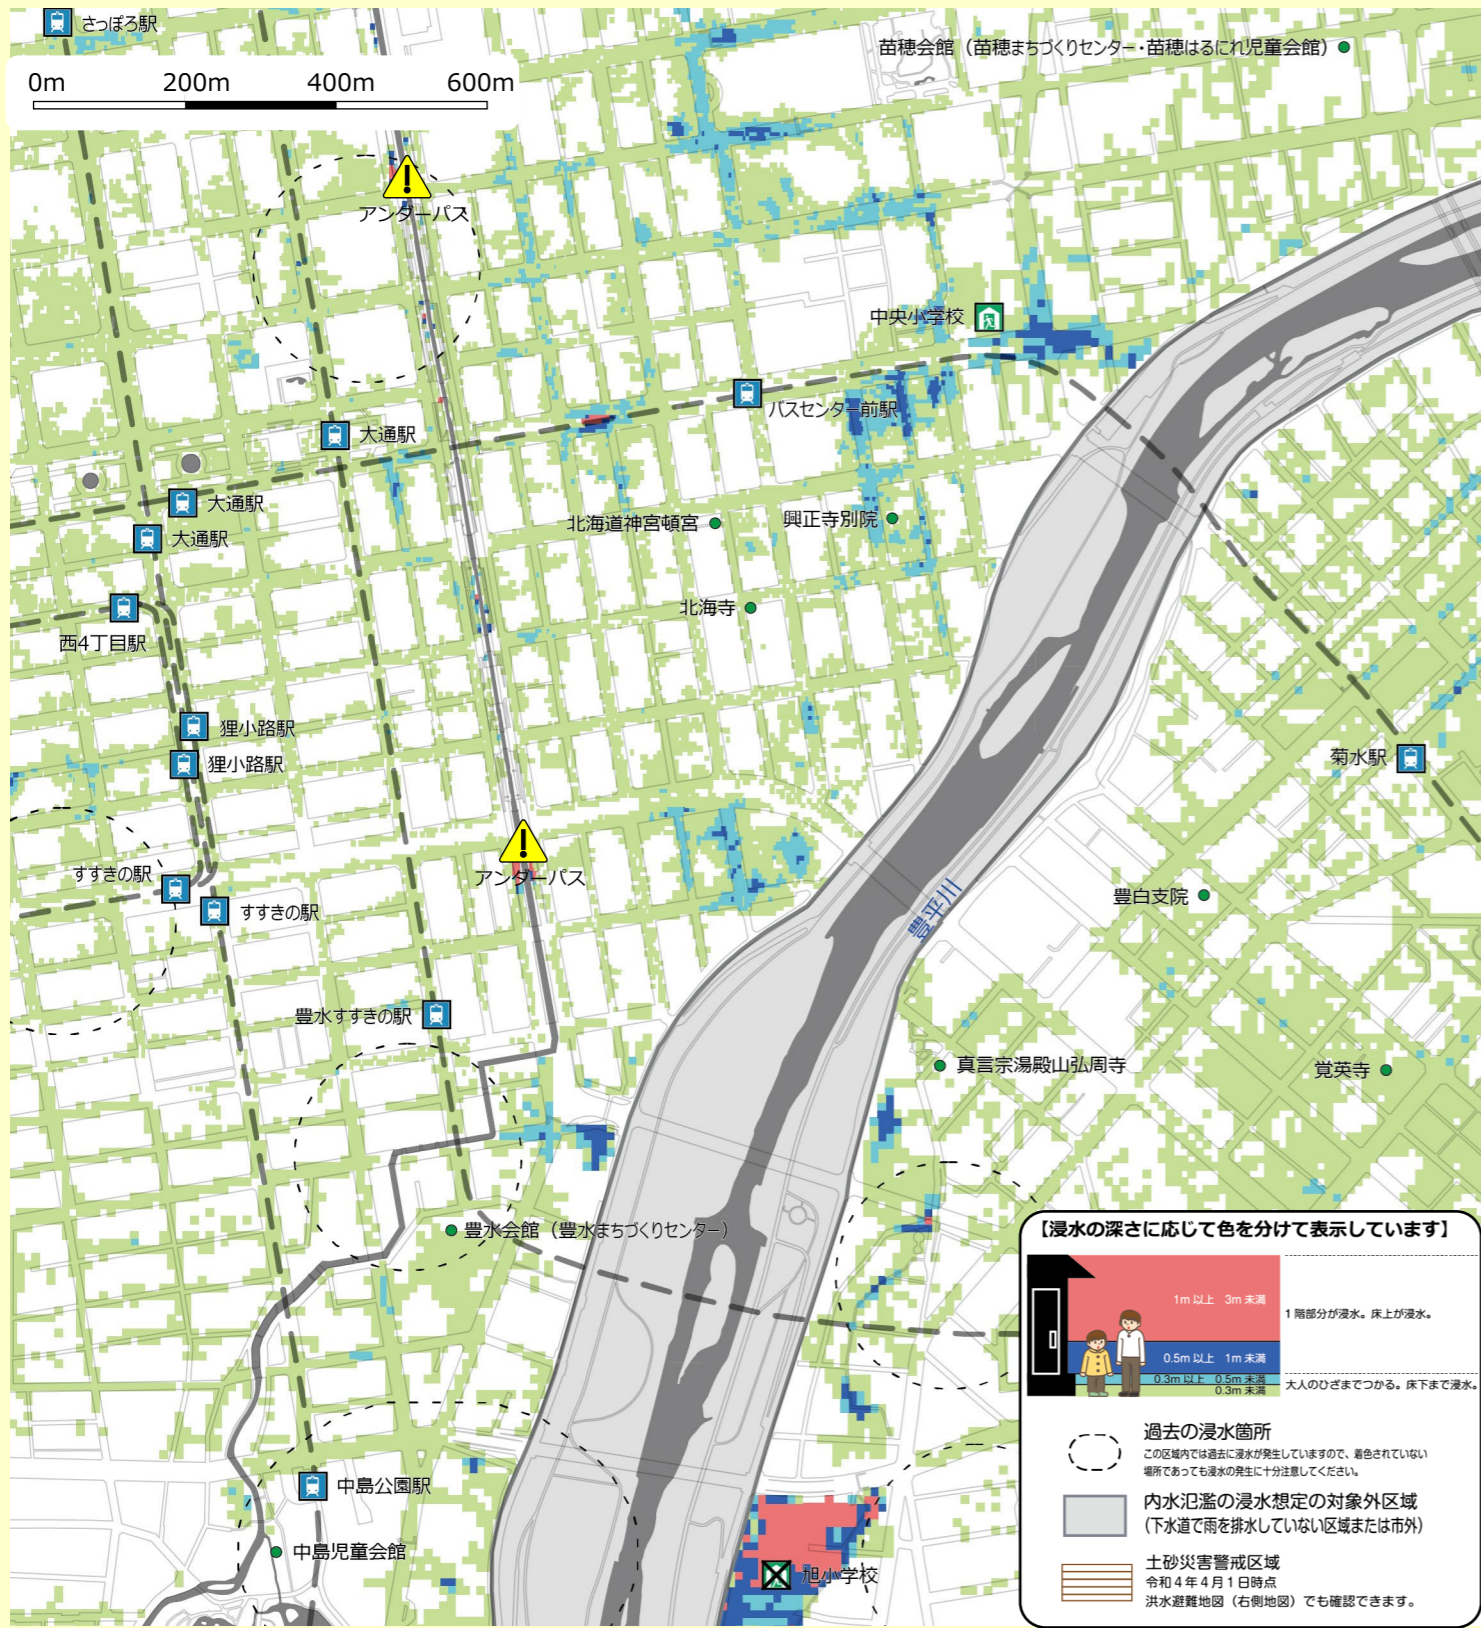 さっぽろ駅
苗穂会館（苗穂まちづくりセンター・苗穂はるにれ児童会館）
0m 200m 400m 600m
アンダーパス
中央小学校
バスセンター前駅
大通駅
大通駅
大通駅
北海道神宮頓宮
興正寺別院
北海寺
西4丁目駅
狸小路駅
狸小路駅
菊水駅
すすきの駅
すすきの駅
アンダーパス
豊平川
豊白支院
豊水すすきの駅
真言宗湯殿山弘周寺
覚英寺
豊水会館（豊水まちづくりセンター）
中島公園駅
中島児童会館
旭小学校
【浸水の深さに応じて色を分けて表示しています】
1m 以上 3m 未満
1 階部分が浸水。床上が浸水。
0.5m 以上 1m 未満
0.3m 以上 0.5m 未満
0.3m 未満
大人のひざまでつかる。床下まで浸水。
過去の浸水箇所
この区域内では過去に浸水が発生していますので、着色されていない
場所であっても浸水の発生に十分注意してください。
内水氾濫の浸水想定の対象外区域
(下水道で雨を排水していない区域または市外)
土砂災害警戒区域
令和４年４月１日時点
洪水避難地図（右側地図）でも確認できます。